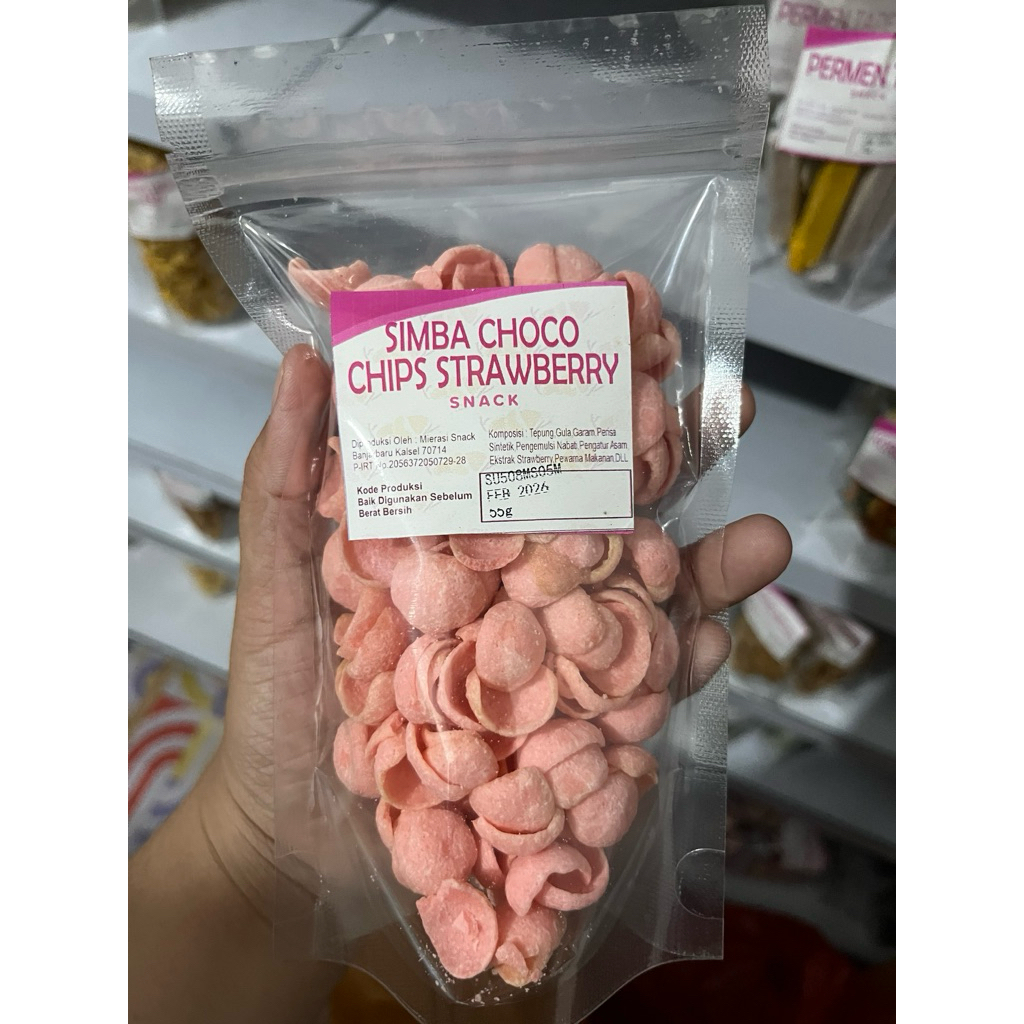 SIMBA CHOCO
CHIPS STRAWBERRY
SNACK
Diproduksi Oleh : Mierasi Snack
Banjarbaru Kalsel 70714
P-IRT No.2056372050729-28
Komposisi : Tepung,Gula,Garam,Perisa
Sintetik,Pengemulsi Nabati,Pengatur Asam,
Ekstrak Strawberry,Pewarna Makanan,DLL
Kode Produksi
Baik Digunakan Sebelum
Berat Bersih
SU508MS05M
FEB 2026
55g
PERMEN